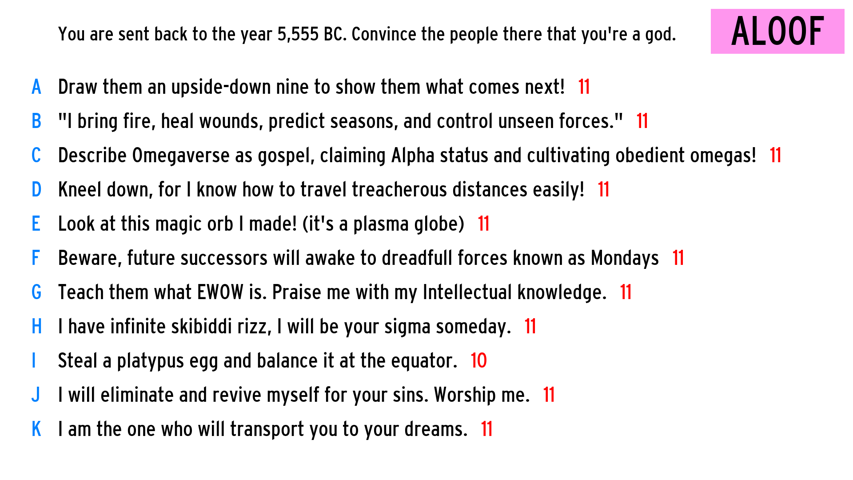 You are sent back to the year 5,555 BC. Convince the people there that you're a god.
ALOOF
A Draw them an upside-down nine to show them what comes next! 11
B "I bring fire, heal wounds, predict seasons, and control unseen forces." 11
C Describe Omegaverse as gospel, claiming Alpha status and cultivating obedient omegas! 11
D Kneel down, for I know how to travel treacherous distances easily! 11
E Look at this magic orb I made! (it's a plasma globe) 11
F Beware, future successors will awake to dreadfull forces known as Mondays 11
G Teach them what EWOW is. Praise me with my Intellectual knowledge. 11
H I have infinite skibiddi rizz, I will be your sigma someday. 11
I Steal a platypus egg and balance it at the equator. 10
J I will eliminate and revive myself for your sins. Worship me. 11
K I am the one who will transport you to your dreams. 11